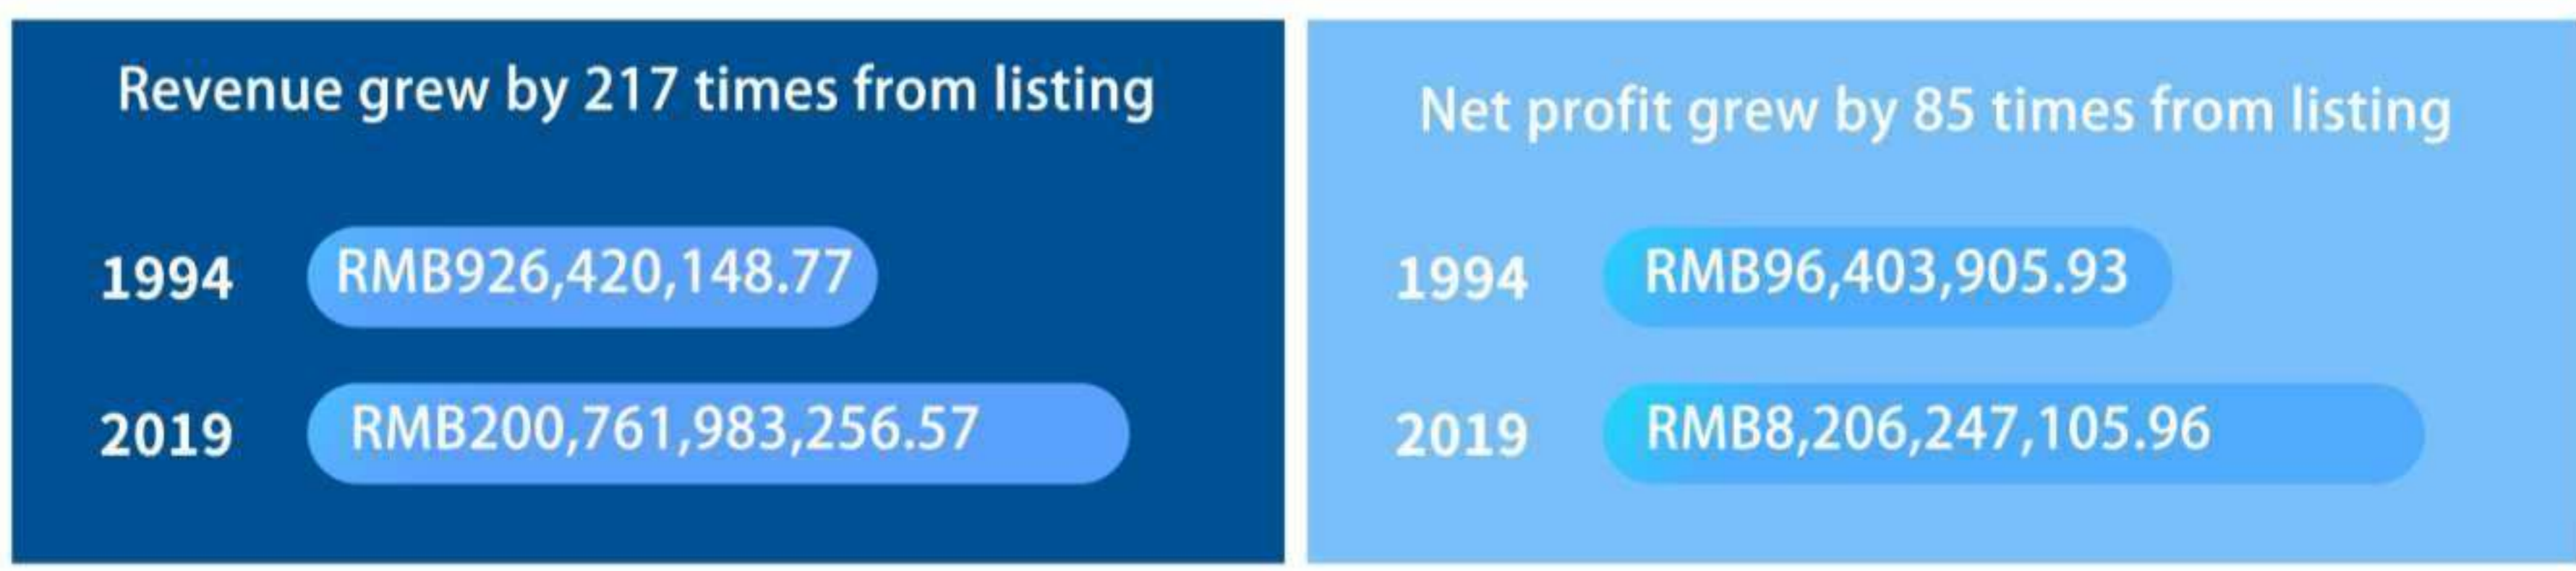 Revenue grew by 217 times from listing
1994 RMB926,420,148.77
2019 RMB200,761,983,256.57
Net profit grew by 85 times from listing
1994 RMB96,403,905.93
2019 RMB8,206,247,105.96